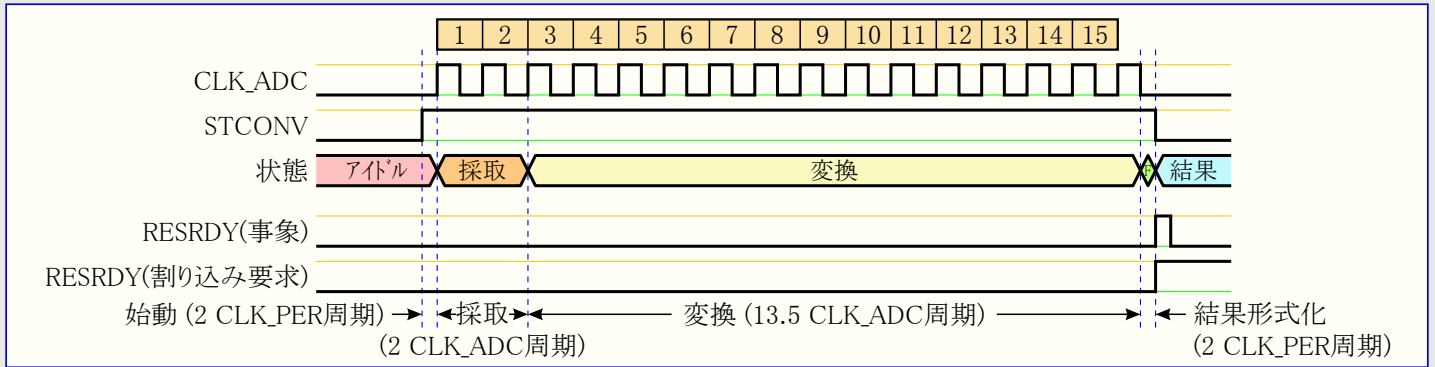 1 2 3 4 5 6 7 8 9 10 11 12 13 14 15
CLK_ADC
STCONV
状態 アイドル 採取 変換 F 結果
RESRDY(事象)
RESRDY(割り込み要求)
始動 (2 CLK_PER周期) 採取 変換 (13.5 CLK_ADC周期) 結果形式化
(2 CLK_ADC周期) (2 CLK_PER周期)